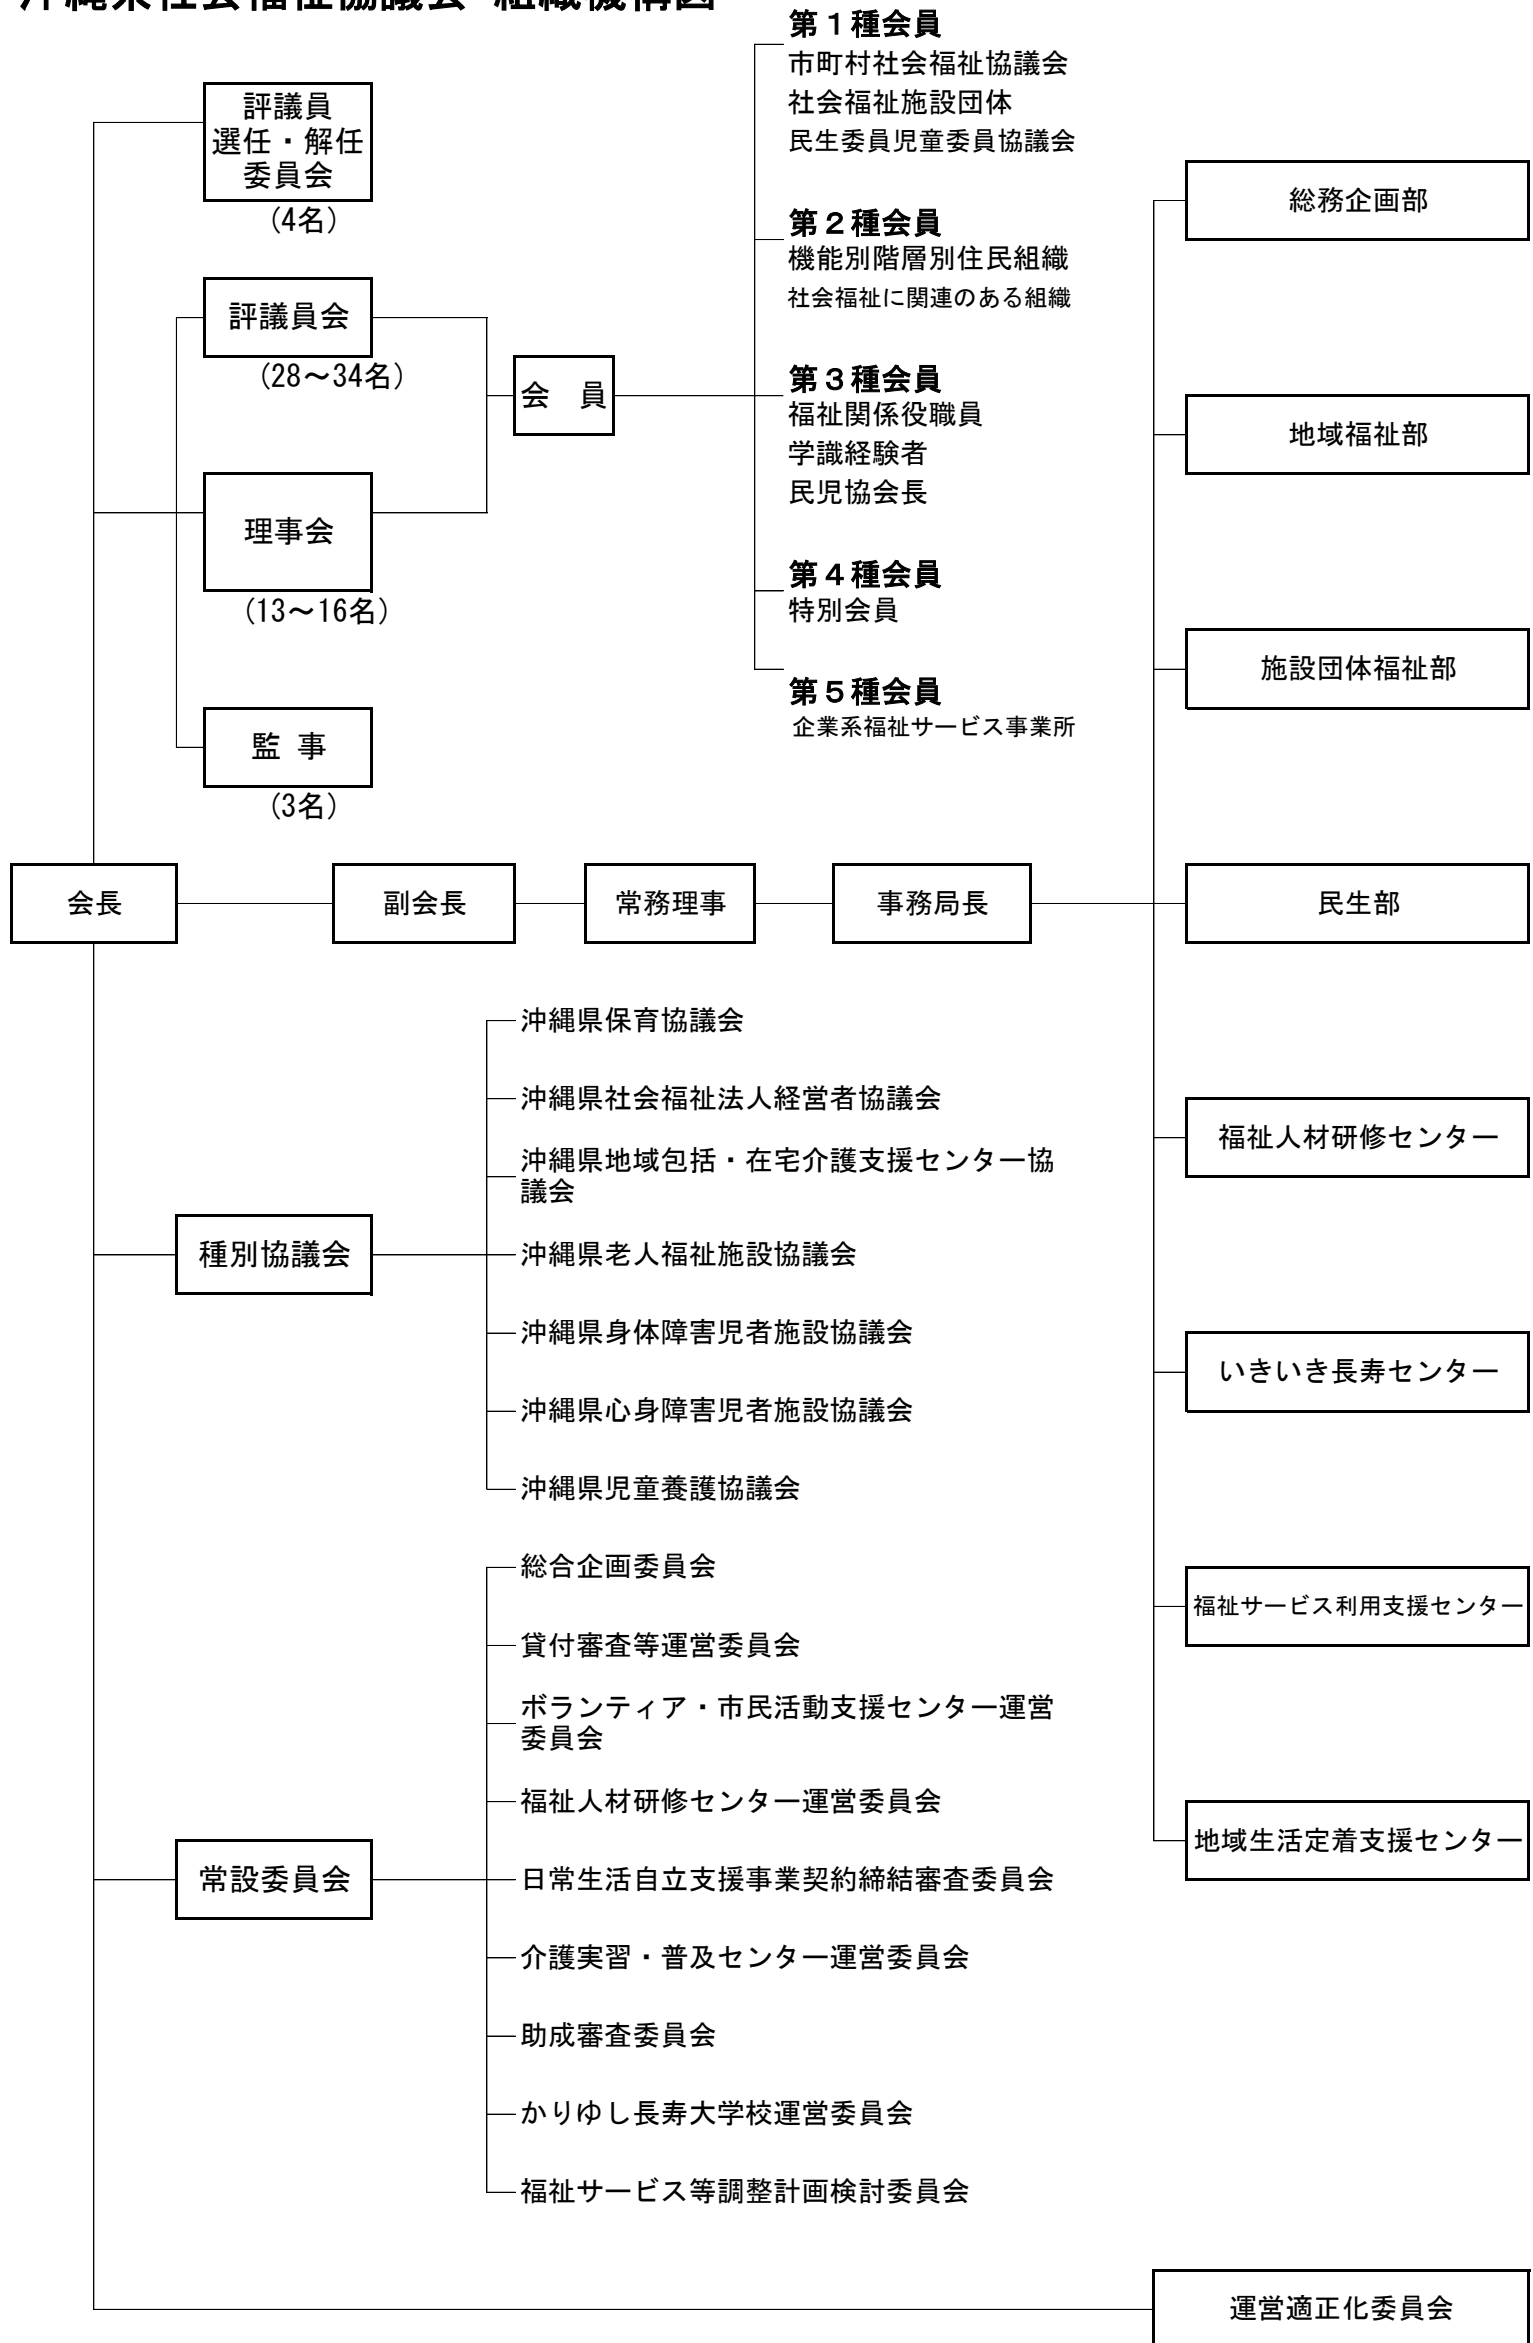 沖縄県社会福祉協議会 組織機構図
評議員
選任・解任
委員会
(4名)
評議員会
(28～34名)
理事会
(13～16名)
監 事
(3名)
会　員
第１種会員
市町村社会福祉協議会
社会福祉施設団体
民生委員児童委員協議会
第２種会員
機能別階層別住民組織
社会福祉に関連のある組織
第３種会員
福祉関係役職員
学識経験者
民児協会長
第４種会員
特別会員
第５種会員
企業系福祉サービス事業所
会長
副会長
常務理事
事務局長
総務企画部
地域福祉部
施設団体福祉部
民生部
福祉人材研修センター
いきいき長寿センター
福祉サービス利用支援センター
地域生活定着支援センター
種別協議会
沖縄県保育協議会
沖縄県社会福祉法人経営者協議会
沖縄県地域包括・在宅介護支援センター協
議会
沖縄県老人福祉施設協議会
沖縄県身体障害児者施設協議会
沖縄県心身障害児者施設協議会
沖縄県児童養護協議会
常設委員会
総合企画委員会
貸付審査等運営委員会
ボランティア・市民活動支援センター運営
委員会
福祉人材研修センター運営委員会
日常生活自立支援事業契約締結審査委員会
介護実習・普及センター運営委員会
助成審査委員会
かりゆし長寿大学校運営委員会
福祉サービス等調整計画検討委員会
運営適正化委員会